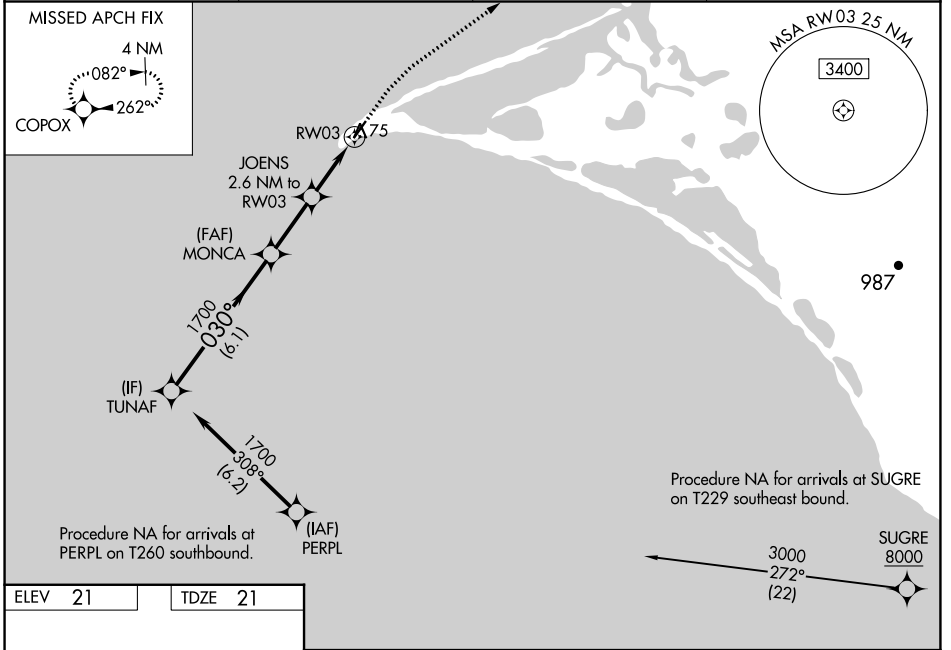 MISSED APCH FIX
4 NM
082°
262°
COPOX
MSA RW03 25 NM
3400
RW03
75
JOENS
2.6 NM to
RW03
(FAF)
MONCA
987
1700
030°
(6.1)
(IF)
TUNAF
1700
308°
(6.2)
(IAF)
PERPL
Procedure NA for arrivals at
PERPL on T260 southbound.
Procedure NA for arrivals at SUGRE
on T229 southeast bound.
SUGRE
8000
3000
272°
(22)
ELEV 21
TDZE 21